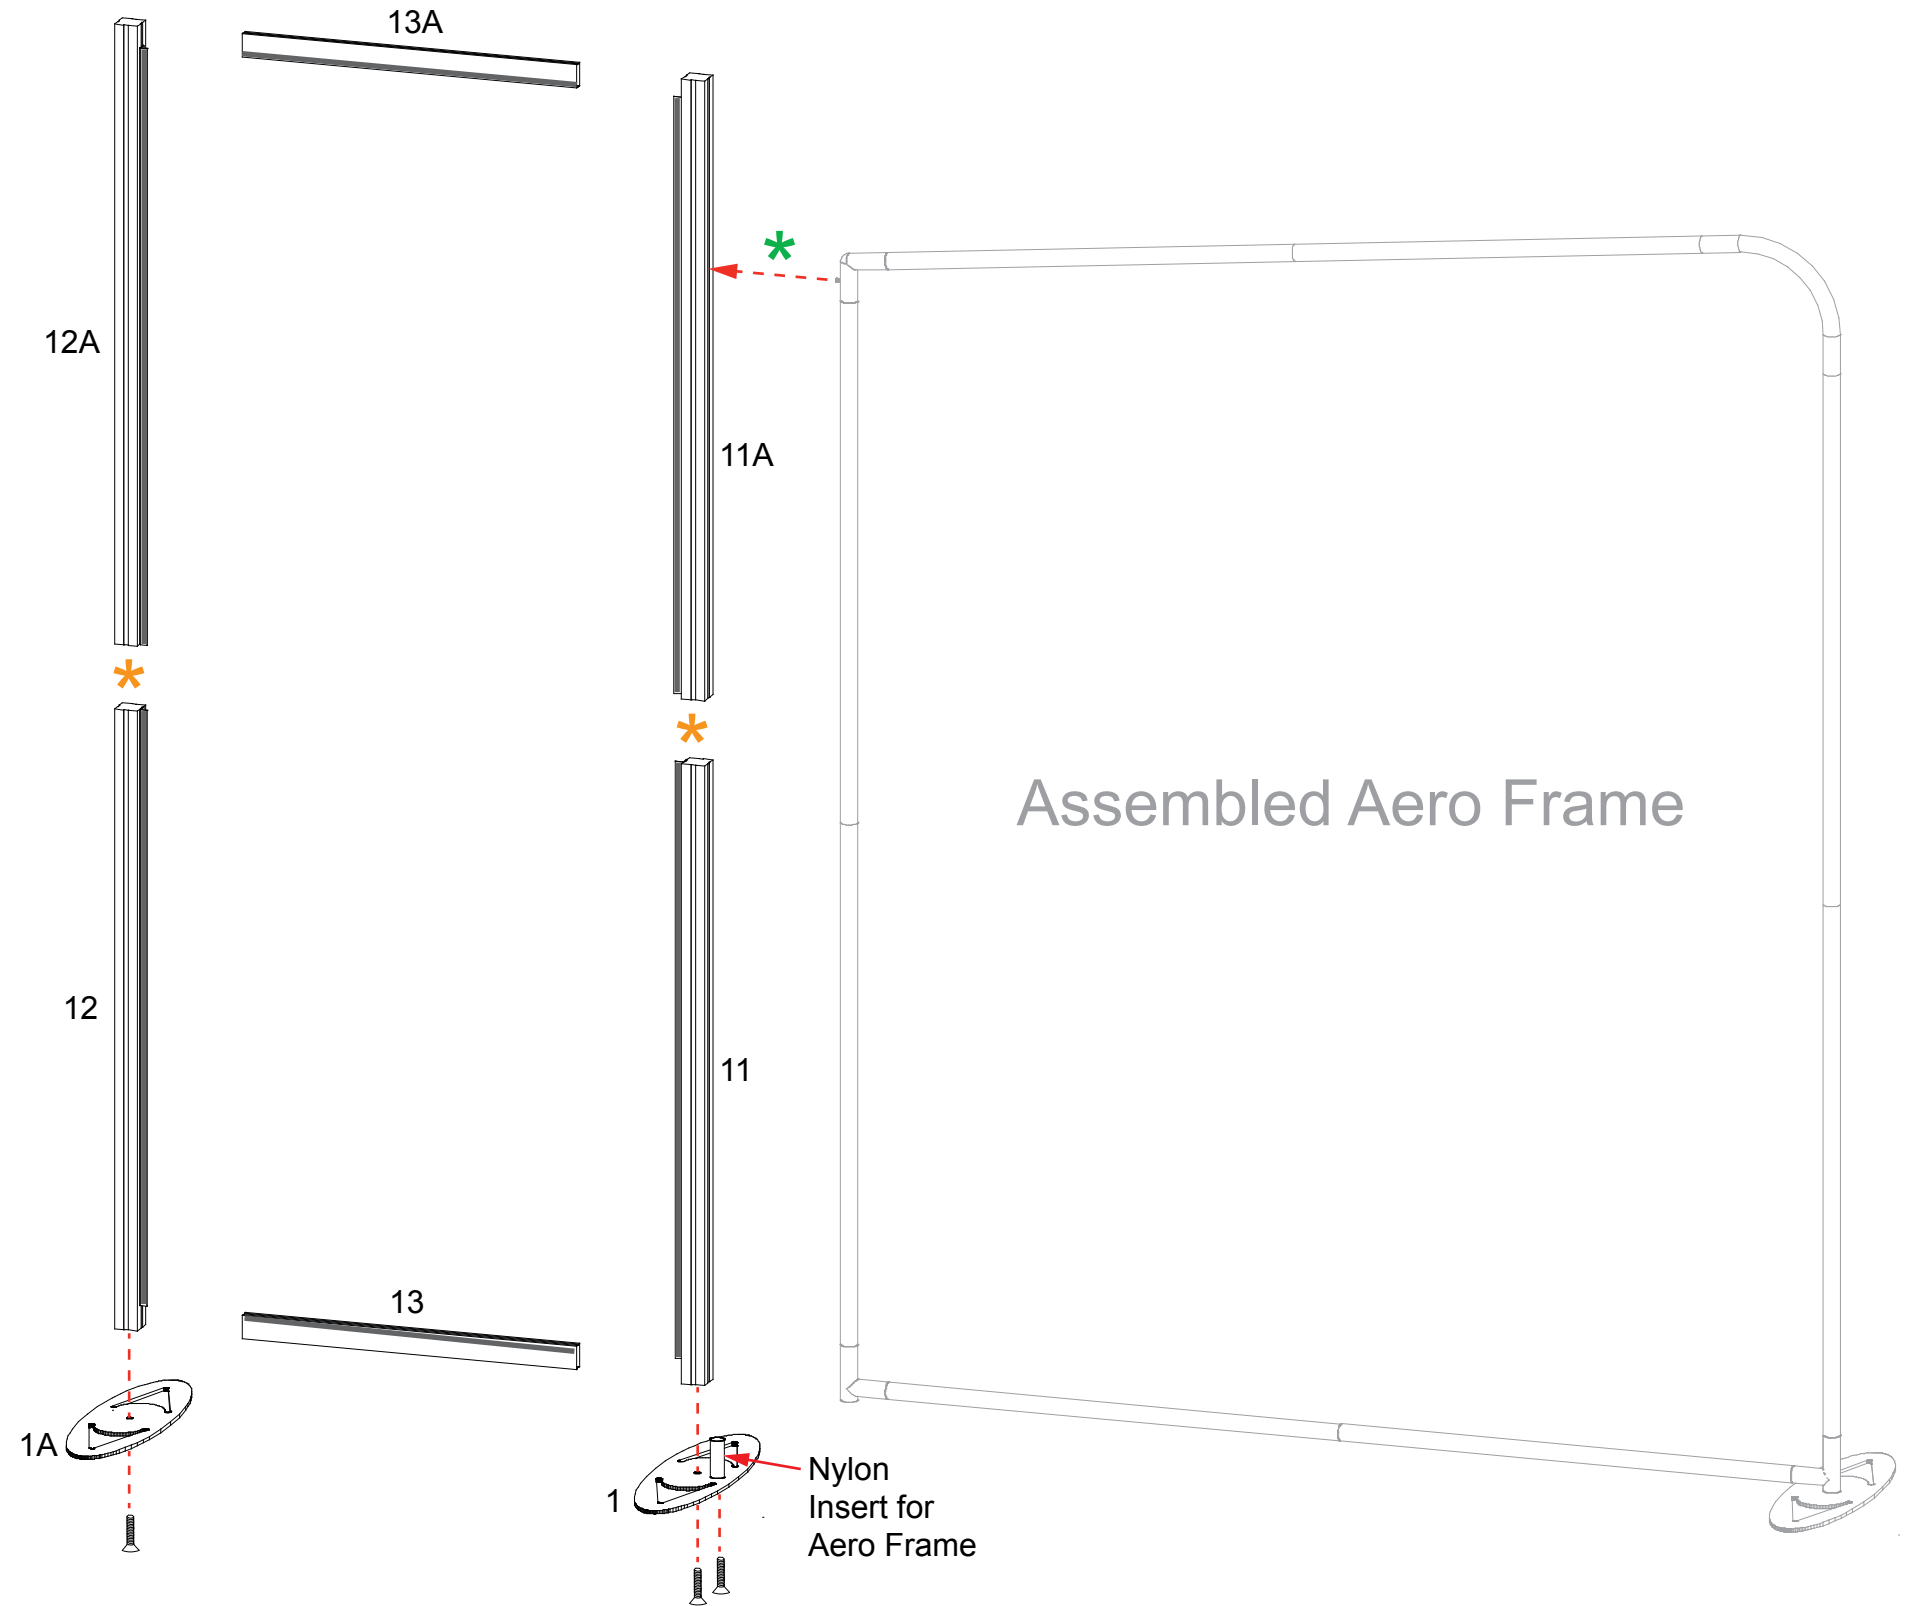 13A
*
12A
11A
*
*
Assembled Aero Frame
12
11
13
1A
1
Nylon
Insert for
Aero Frame